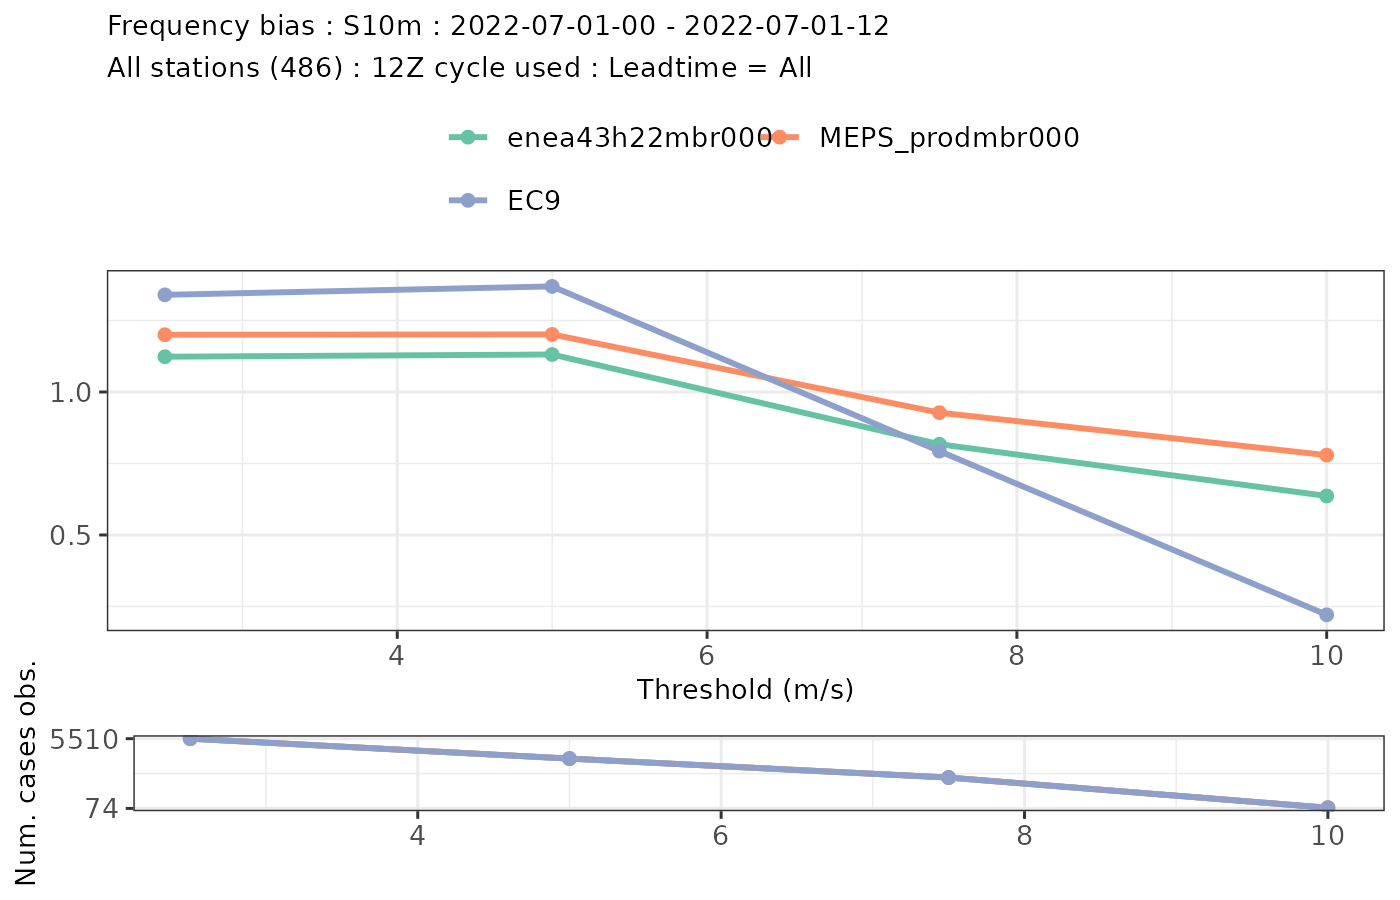 Frequency bias : S10m : 2022-07-01-00 - 2022-07-01-12
All stations (486) : 12Z cycle used : Leadtime = All
enea43h22mbr000 MEPS_prodmbr000
EC9
1.0
0.5
4 6 8 10
Threshold (m/s)
Num. cases obs.
5510
74
4 6 8 10